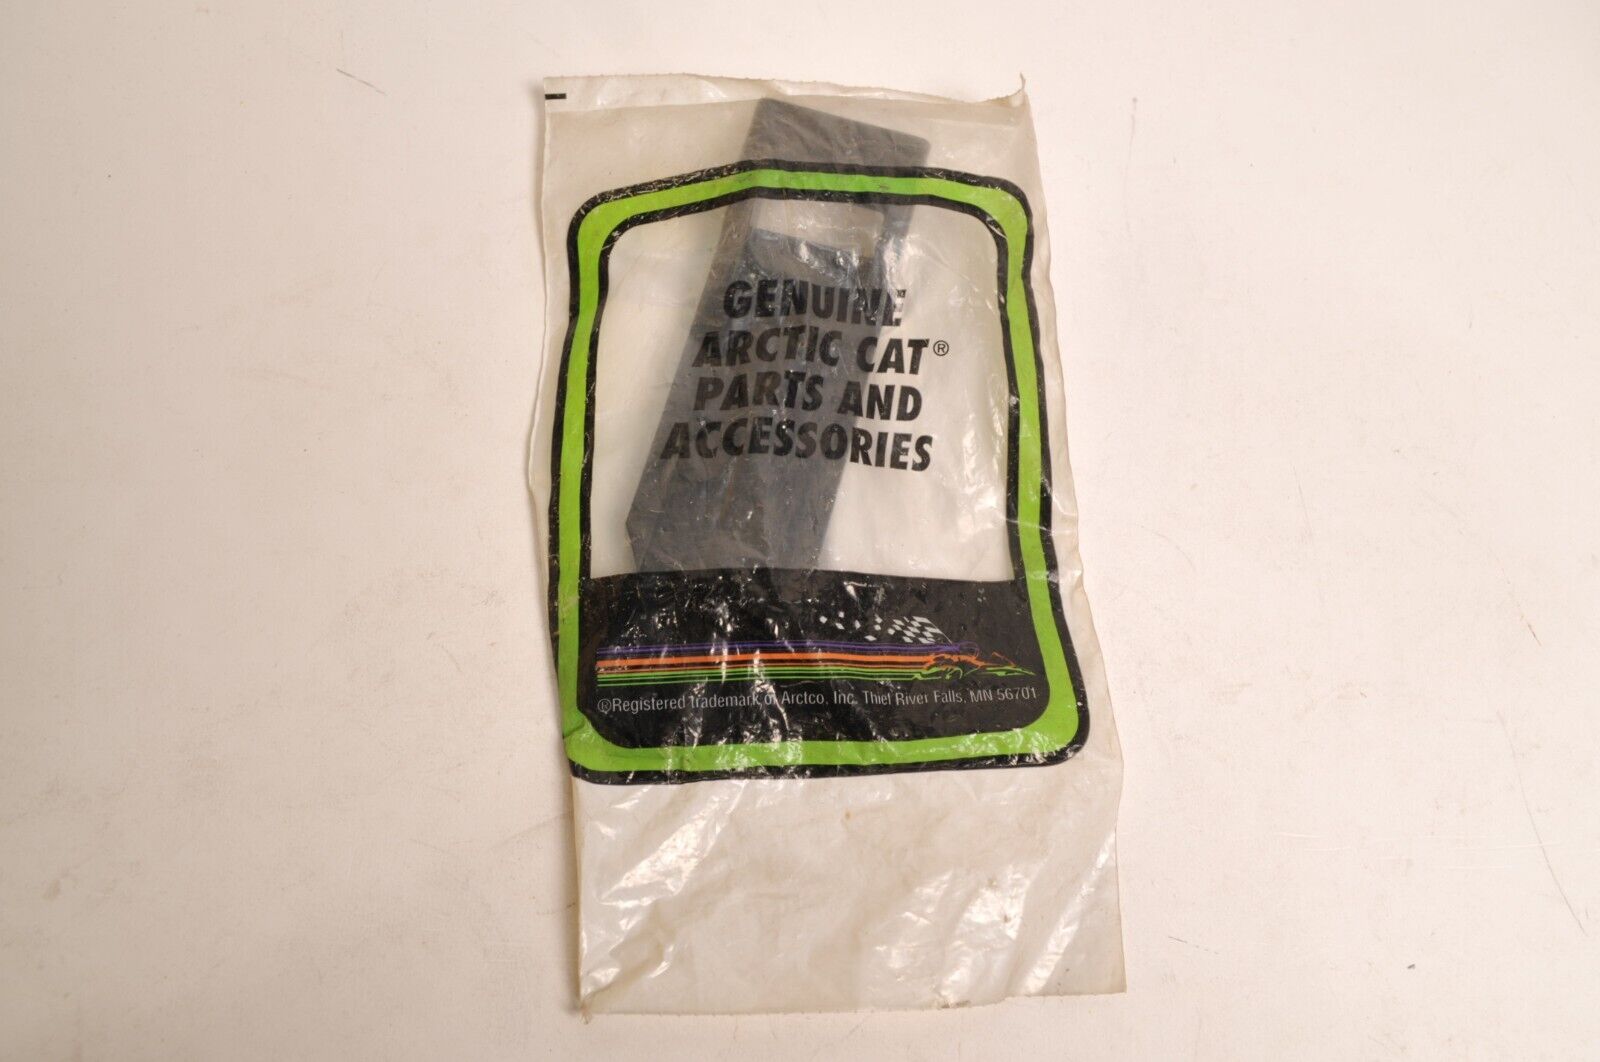 GENUINE
ARCTIC CAT®
PARTS AND
ACCESSORIES
®Registered trademark of Arctco, Inc. Thief River Falls, MN 56701